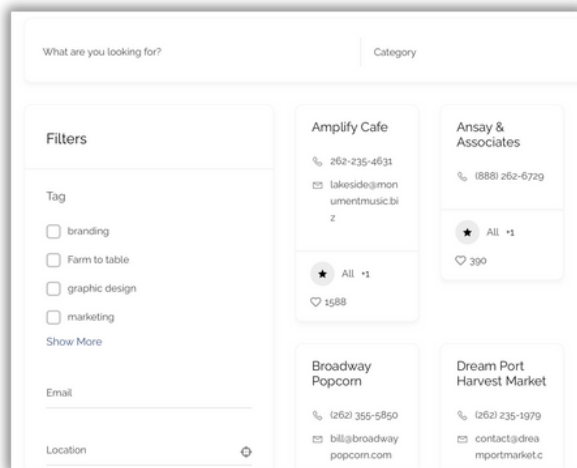 What are you looking for?
Category
Filters
Tag
branding
Farm to table
graphic design
marketing
Show More
Email
Location
Amplify Cafe
262-235-4631
lakeside@mon
umentmusic.bi
z
All +1
1588
Ansay &
Associates
(888) 262-6729
All +1
390
Broadway
Popcorn
(262) 355-5850
bill@broadway
popcorn.com
Dream Port
Harvest Market
(262) 235-1979
contact@drea
mportmarket.c